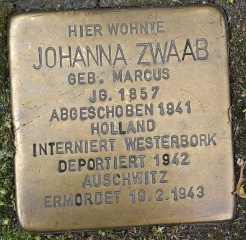 HIER WOHNTE
JOHANNA ZWAAB
GEB. MARCUS
JG. 1857
ABGESCHOBEN 1941
HOLLAND
INTERNIERT WESTERBORK
DEPORTIERT 1942
AUSCHWITZ
ERMORDET 19.2.1943